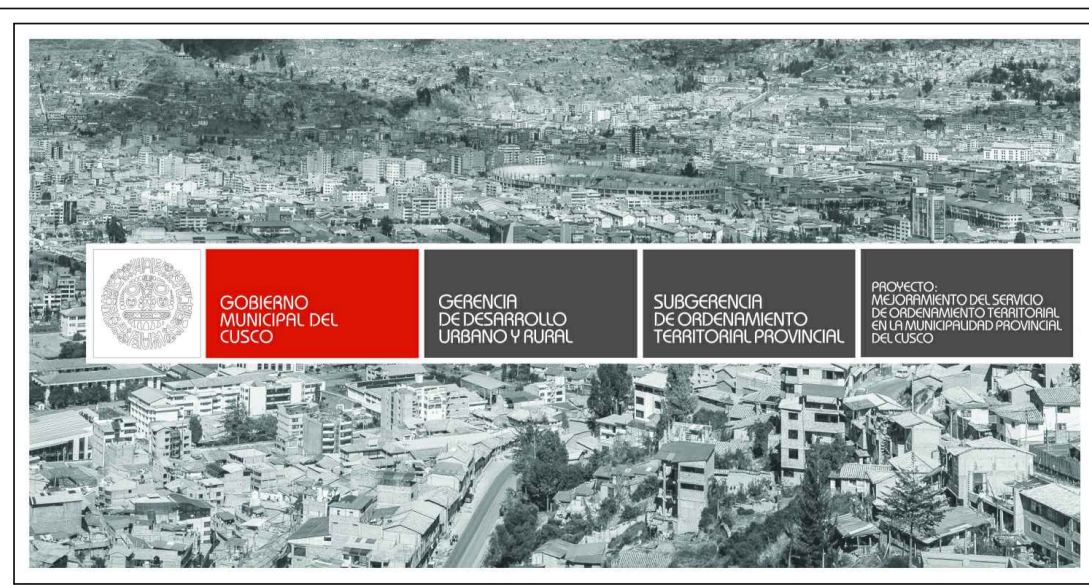 GOBIERNO
MUNICIPAL DEL
CUSCO
GERENCIA
DE DESARROLLO
URBANO Y RURAL
SUBGERENCIA
DE ORDENAMIENTO
TERRITORIAL PROVINCIAL
PROYECTO:
MEJORAMIENTO DEL SERVICIO
DE ORDENAMIENTO TERRITORIAL
EN LA MUNICIPALIDAD PROVINCIAL
DEL CUSCO